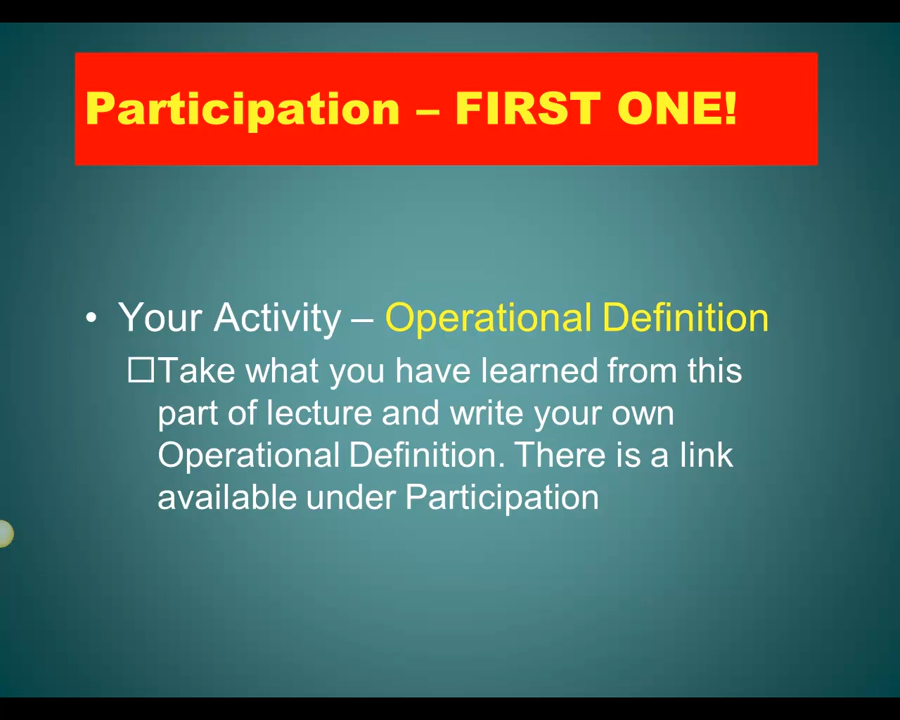 Participation – FIRST ONE!
• Your Activity – Operational Definition
☐Take what you have learned from this
part of lecture and write your own
Operational Definition. There is a link
available under Participation